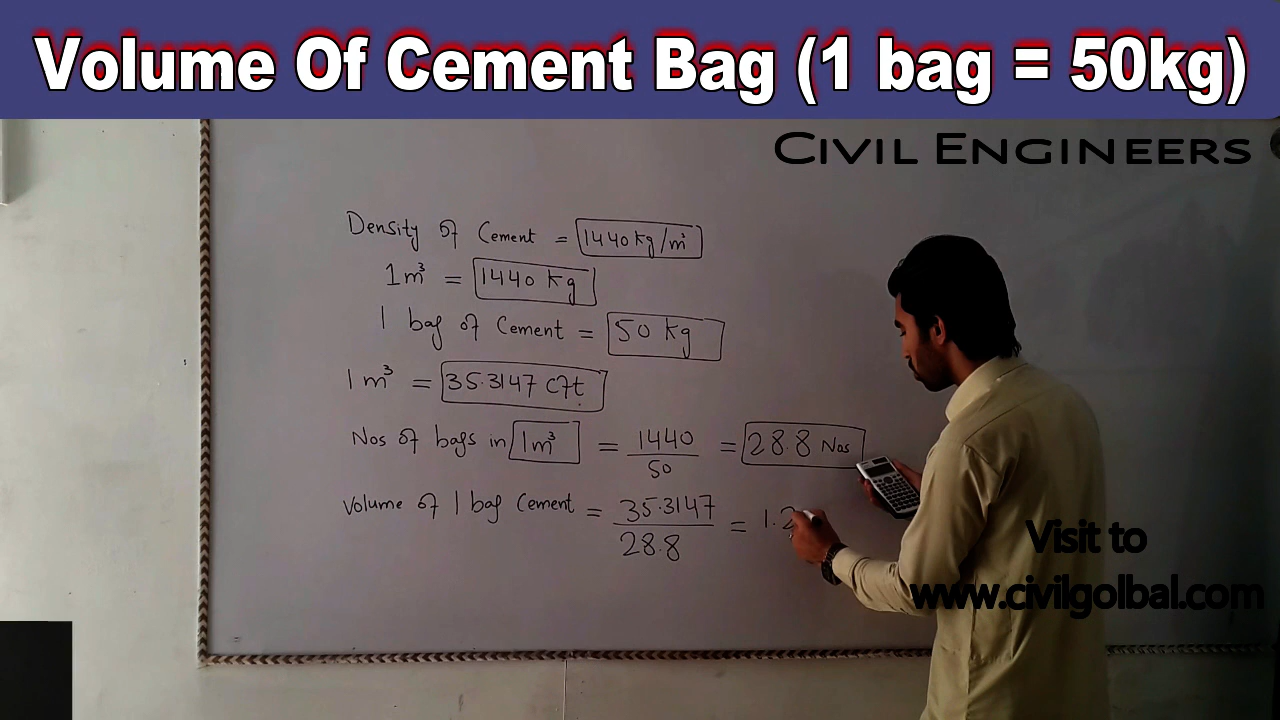 Volume Of Cement Bag (1 bag = 50kg)
CIVIL ENGINEERS
Density of Cement = 1440 kg/m³
1m³ = 1440 kg
1 bag of Cement = 50 kg
1m³ = 35.3147 Cft
Nos of bags in 1m³ = 1440/50 = 28.8 Nos
Volume of 1 bag Cement = 35.3147/28.8 = 1.2
Visit to
www.civilgolbal.com